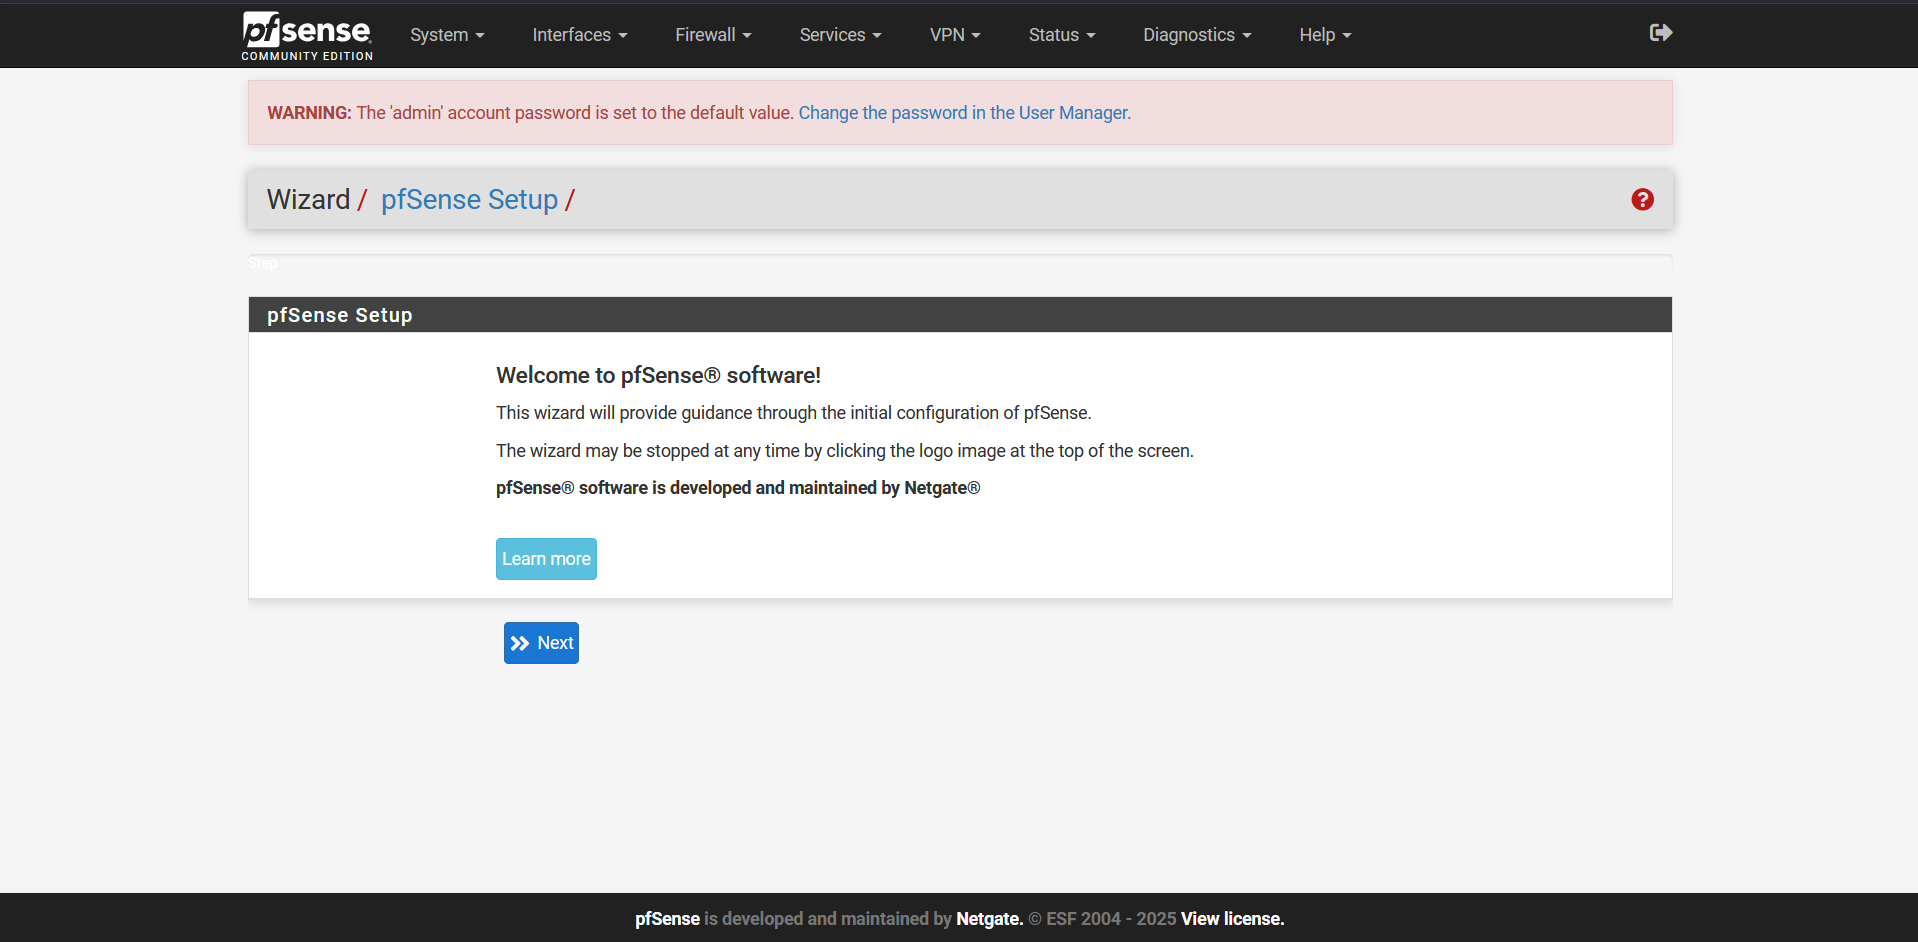 pfsense
COMMUNITY EDITION
System
Interfaces
Firewall
Services
VPN
Status
Diagnostics
Help
WARNING: The 'admin' account password is set to the default value. Change the password in the User Manager.
Wizard / pfSense Setup /
?
Step
pfSense Setup
Welcome to pfSense® software!
This wizard will provide guidance through the initial configuration of pfSense.
The wizard may be stopped at any time by clicking the logo image at the top of the screen.
pfSense® software is developed and maintained by Netgate®
Learn more
Next
pfSense is developed and maintained by Netgate. © ESF 2004 - 2025 View license.